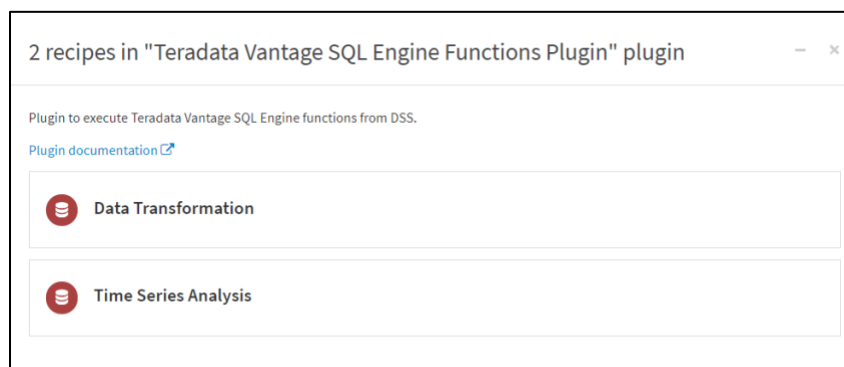 2 recipes in "Teradata Vantage SQL Engine Functions Plugin" plugin
Plugin to execute Teradata Vantage SQL Engine functions from DSS.
Plugin documentation
Data Transformation
Time Series Analysis